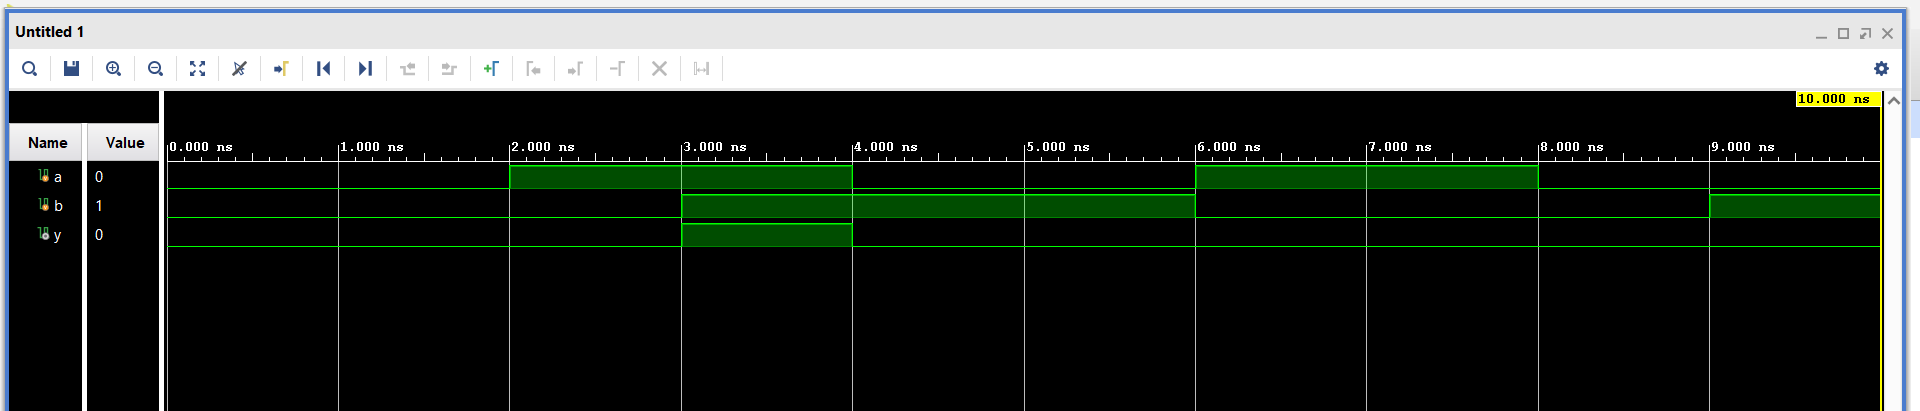 Untitled 1
10.000 ns
Name Value
0.000 ns 1.000 ns 2.000 ns 3.000 ns 4.000 ns 5.000 ns 6.000 ns 7.000 ns 8.000 ns 9.000 ns
a 0
b 1
y 0